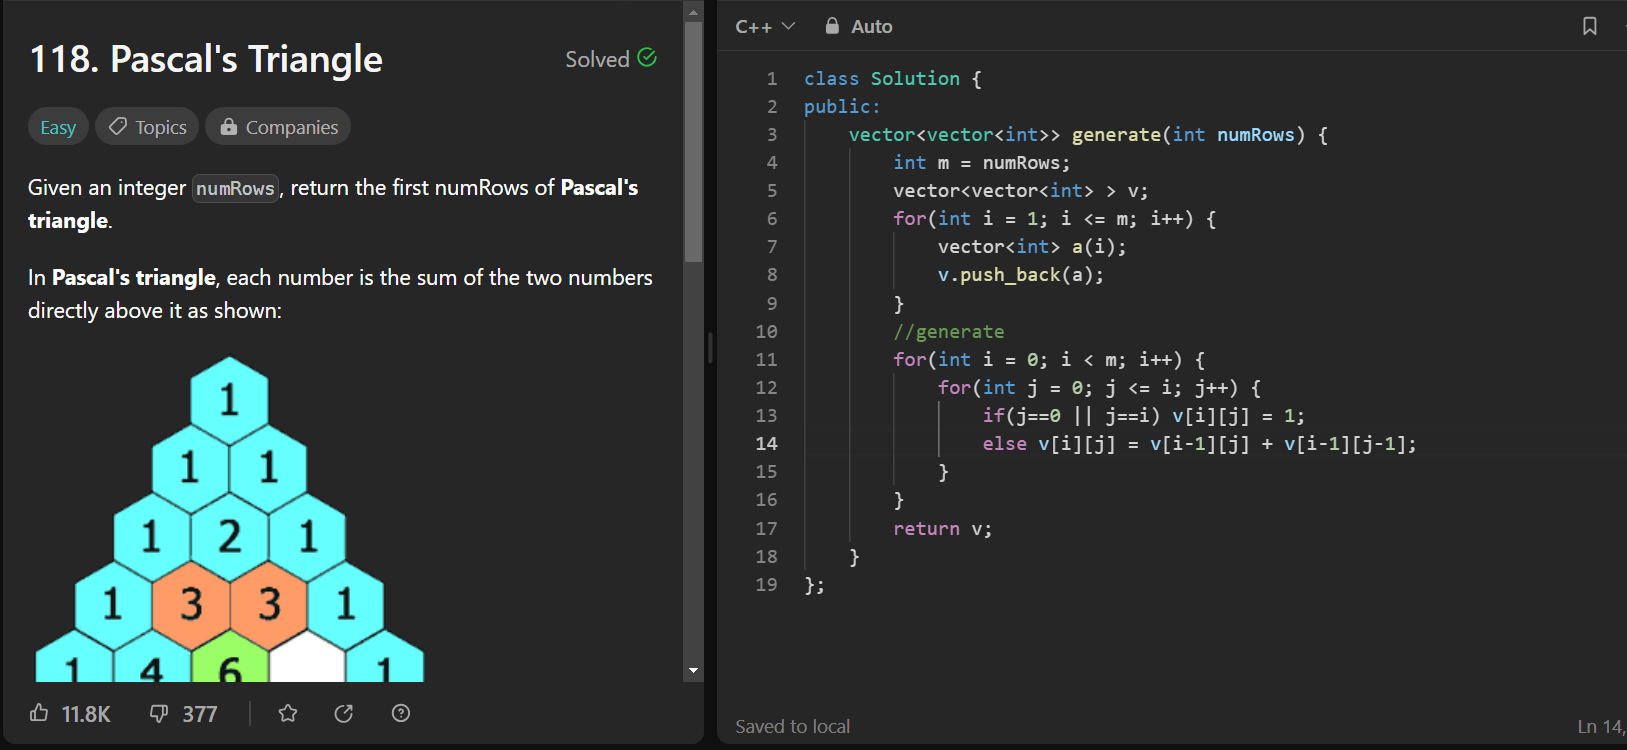 118. Pascal's Triangle
Solved
Easy
Topics
Companies
Given an integer numRows, return the first numRows of Pascal's
triangle.
In Pascal's triangle, each number is the sum of the two numbers
directly above it as shown:
1
1 1
1 2 1
1 3 3 1
1 4 6 1
11.8K
377
C++
Auto
1 class Solution {
2 public:
3     vector<vector<int>> generate(int numRows) {
4         int m = numRows;
5         vector<vector<int> > v;
6         for(int i = 1; i <= m; i++) {
7             vector<int> a(i);
8             v.push_back(a);
9         }
10         //generate
11         for(int i = 0; i < m; i++) {
12             for(int j = 0; j <= i; j++) {
13                 if(j==0 || j==i) v[i][j] = 1;
14                 else v[i][j] = v[i-1][j] + v[i-1][j-1];
15             }
16         }
17         return v;
18     }
19 };
Saved to local
Ln 14,